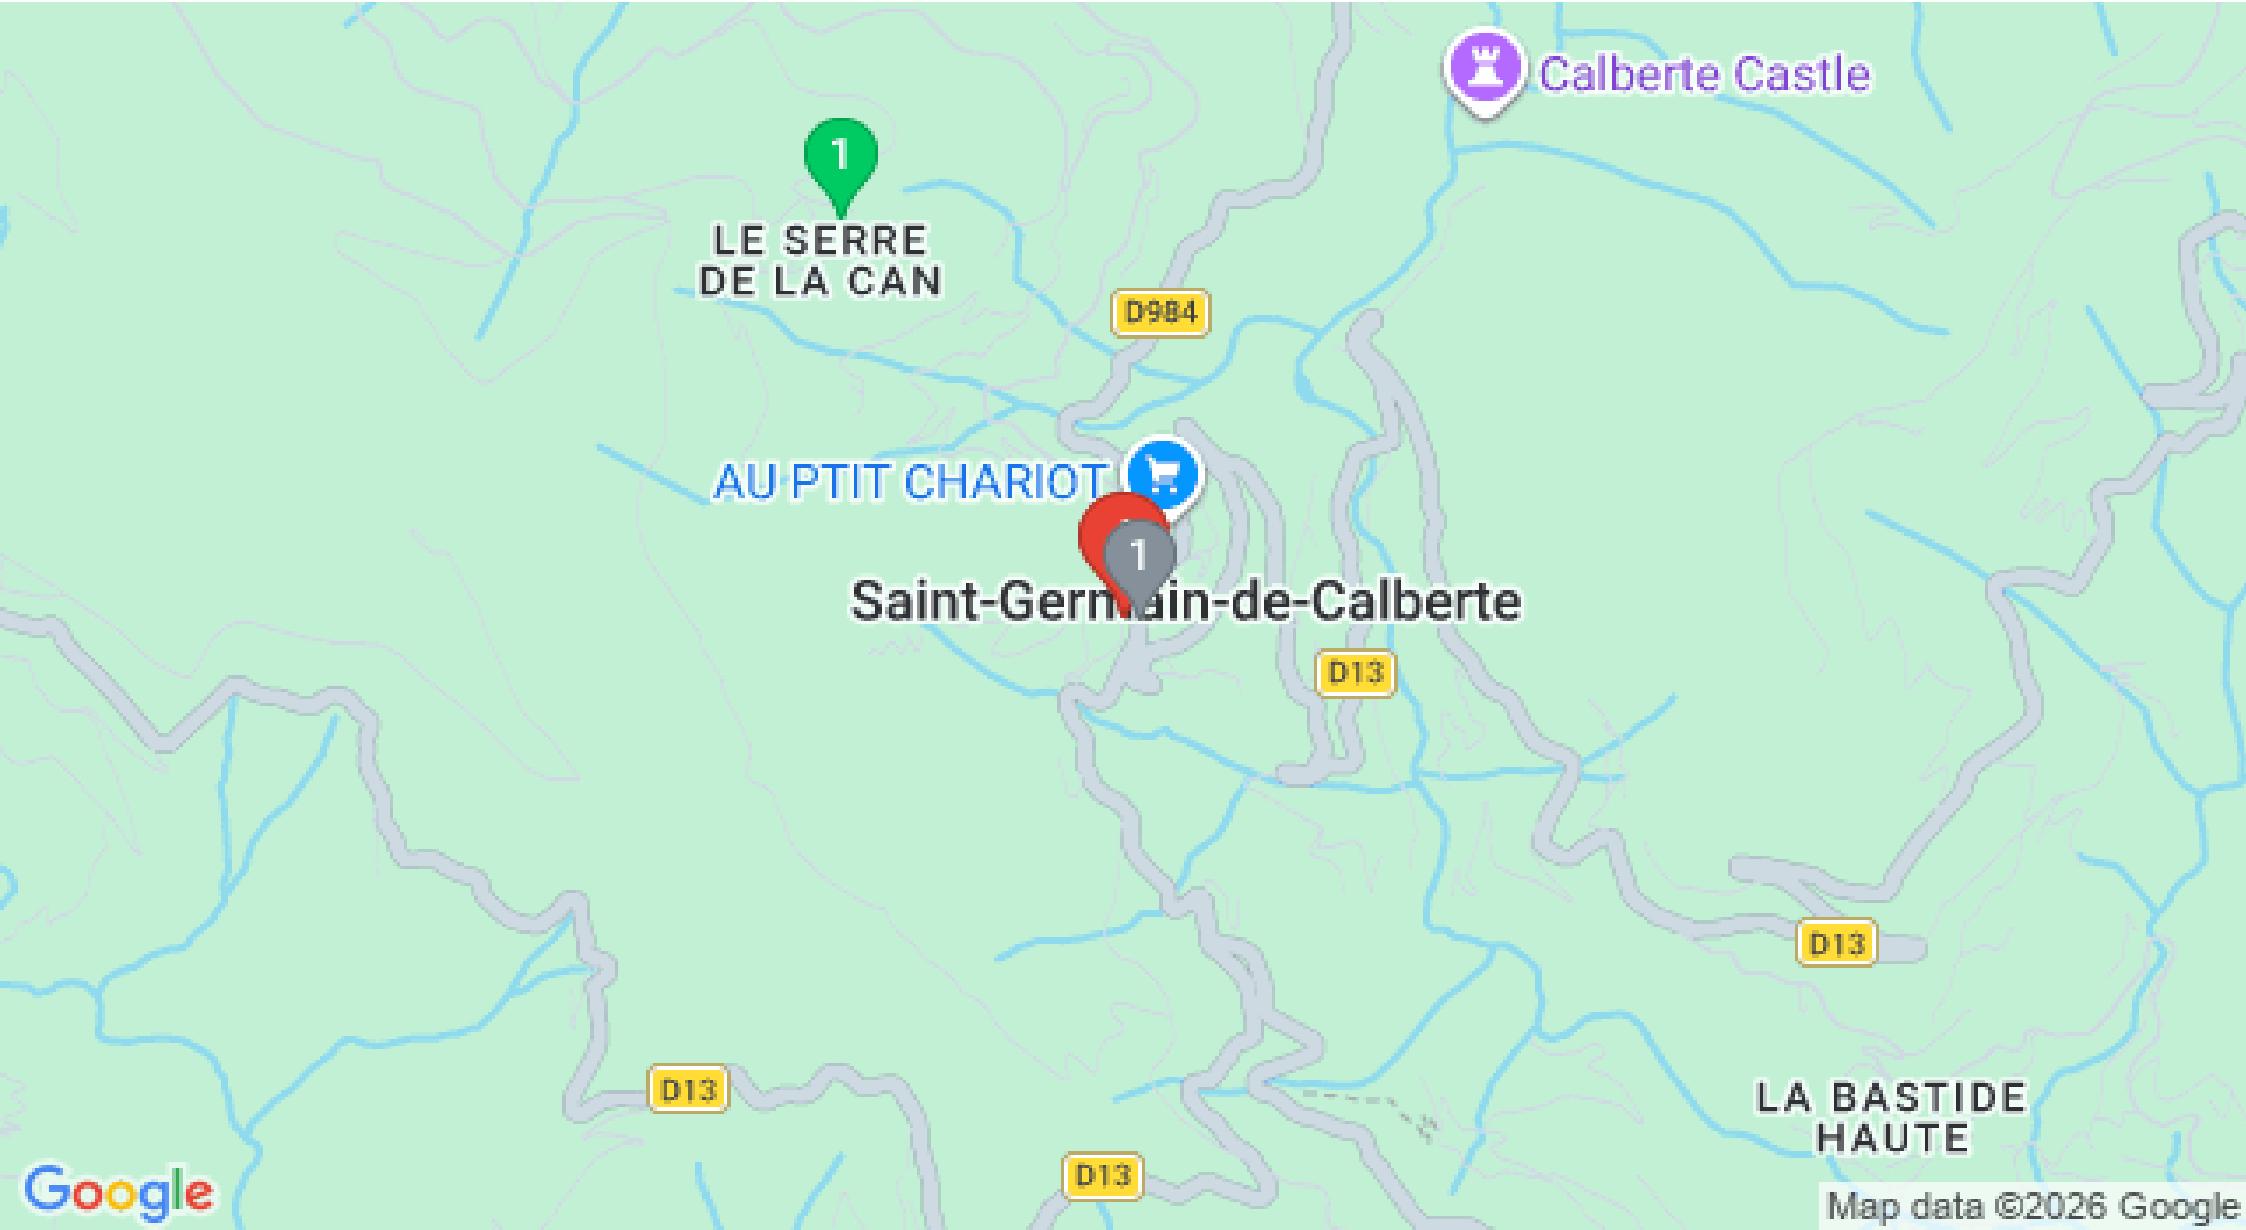 Calberte Castle
1
LE SERRE
DE LA CAN
D984
AU PTIT CHARIOT
1
Saint-Germain-de-Calberte
D13
D13
D13
LA BASTIDE
HAUTE
D13
Google
Map data ©2026 Google